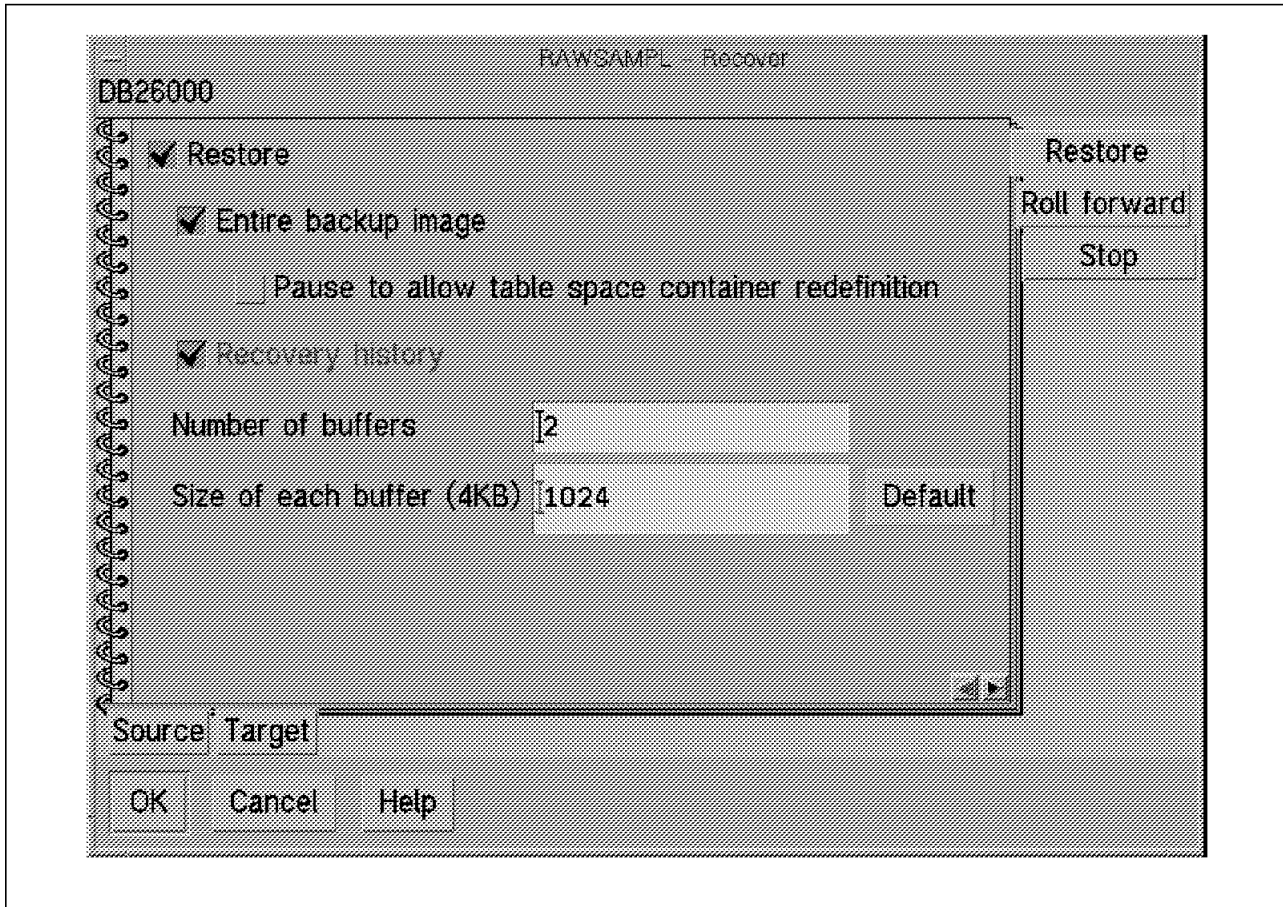 RAWSAMPL - Recover
DB26000
Restore
Entire backup image
Pause to allow table space container redefinition
Recovery history
Number of buffers 2
Size of each buffer (4KB) 1024 Default
Restore
Roll forward
Stop
Source Target
OK Cancel Help